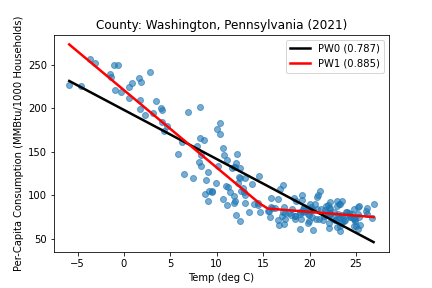 County: Washington, Pennsylvania (2021)
PW0 (0.787)
PW1 (0.885)
Per-Capita Consumption (MMBtu/1000 Households)
250
200
150
100
50
−5 0 5 10 15 20 25
Temp (deg C)